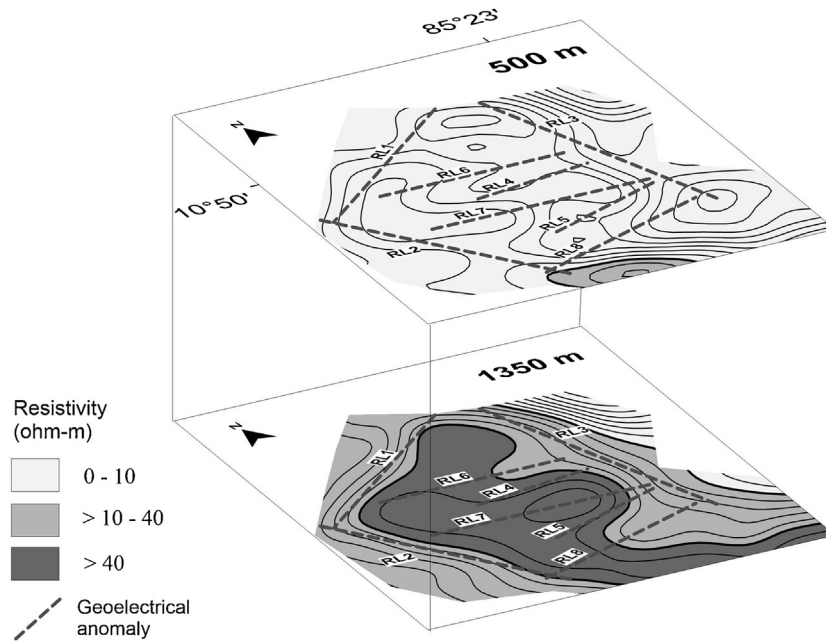 85°23'
500 m
N
RL1
RL3
RL6
RL4
10°50'
RL7
RL5
RL2
RL8
1350 m
N
RL1
RL3
RL6
RL4
RL7
RL5
RL2
RL8
Resistivity
(ohm-m)
0 - 10
> 10 - 40
> 40
Geoelectrical
anomaly